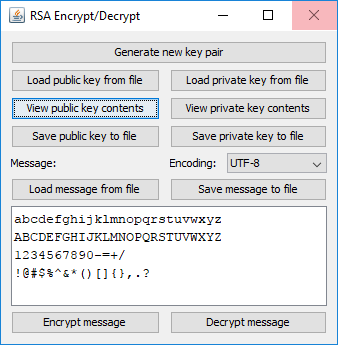 RSA Encrypt/Decrypt
Generate new key pair
Load public key from file
Load private key from file
View public key contents
View private key contents
Save public key to file
Save private key to file
Message:
Encoding:
UTF-8
Load message from file
Save message to file
abcdefghijklmnopqrstuvwxyz
ABCDEFGHIJKLMNOPQRSTUVWXYZ
1234567890-=+/
!@#$%^&*()[]{},.?
Encrypt message
Decrypt message